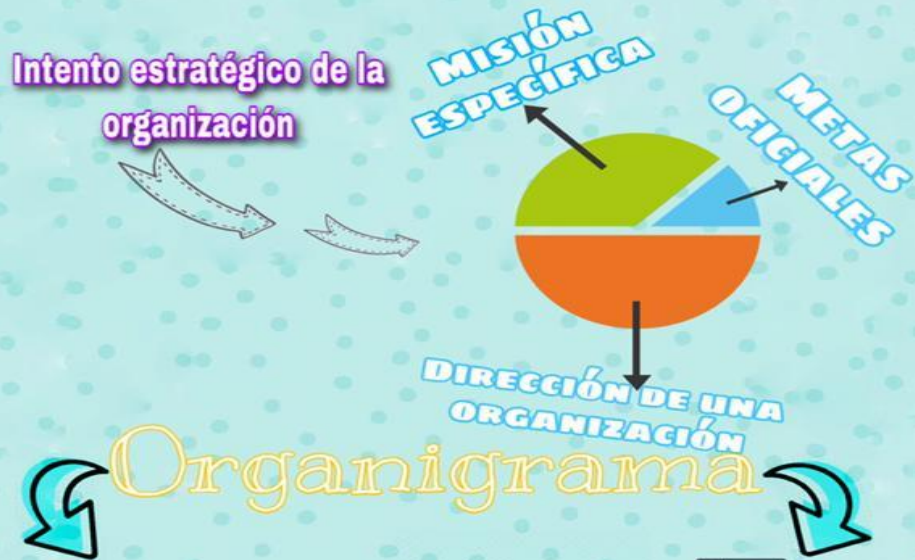 Intento estratégico de la
organización
MISIÓN
ESPECÍFICA
METAS
OFICIALES
DIRECCIÓN DE UNA
ORGANIZACIÓN
Organigrama